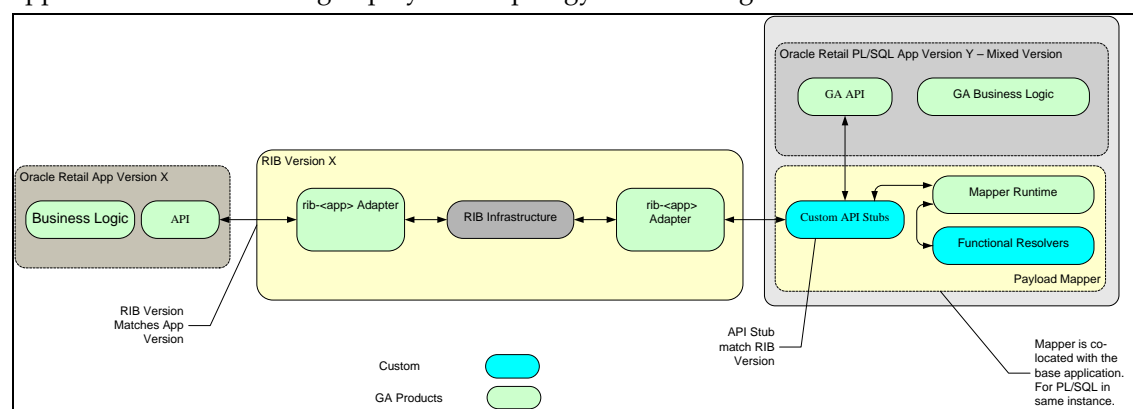 Oracle Retail PL/SQL App Version Y – Mixed Version
GA API
GA Business Logic
RIB Version X
Oracle Retail App Version X
Business Logic
API
rib-<app> Adapter
RIB Infrastructure
rib-<app>
Adapter
Custom API Stubs
Mapper Runtime
Functional Resolvers
Payload Mapper
RIB Version
Matches App
Version
API Stub
match RIB
Version
Mapper is co-
located with the
base application.
For PL/SQL in
same instance.
Custom
GA Products